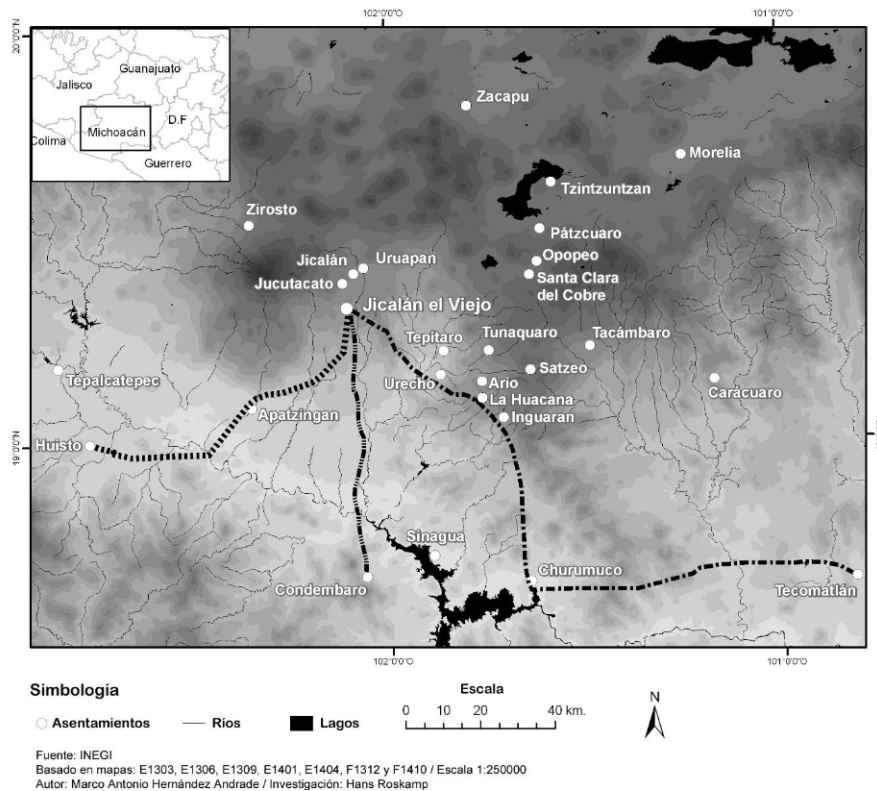 102°0'0"O
101°0'0"O
20°0'0"N
Guanajuato
Jalisco
D.F
Colima
Michoacán
Guerrero
Zacapu
Morelia
Tzintzuntzan
Zirosto
Pátzcuaro
Opopeo
Jicalán
Uruapan
Santa Clara
del Cobre
Jucutacato
Jicalán el Viejo
Tepitaro
Tunaquaro
Tacámbaro
Tepalcatepec
Urecho
Satzeo
Ario
Carácuaro
La Huacana
Apatzingan
Inguaran
Huisto
19°0'0"N
Sinagua
Condembaro
Churumuco
Tecomatlán
102°0'0"O
101°0'0"O
Simbología
Escala
N
Asentamientos
Ríos
Lagos
0 10 20 40 km.
Fuente: INEGI
Basado en mapas: E1303, E1306, E1309, E1401, E1404, F1312 y F1410 / Escala 1:250000
Autor: Marco Antonio Hernández Andrade / Investigación: Hans Roskamp